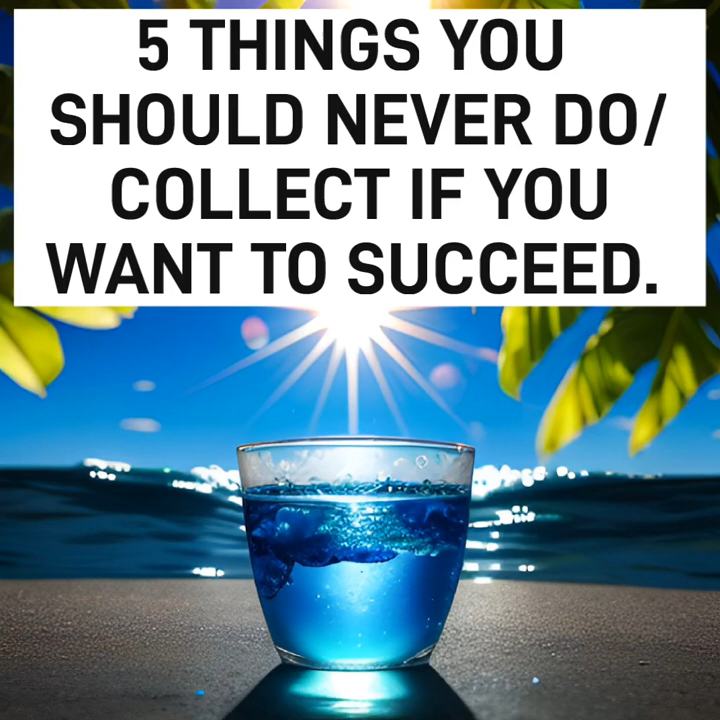 5 THINGS YOU
SHOULD NEVER DO/
COLLECT IF YOU
WANT TO SUCCEED.